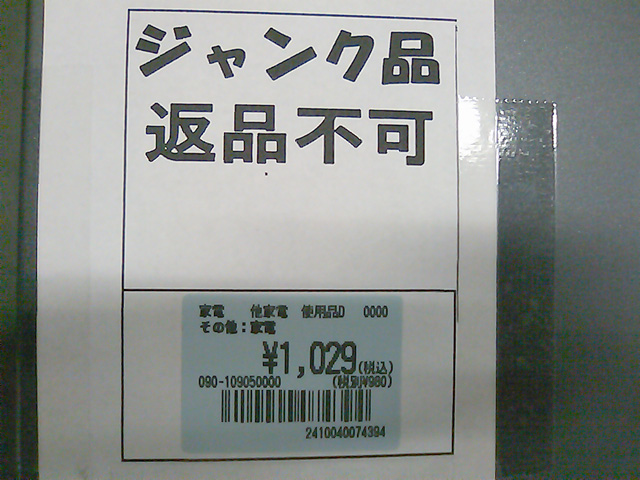 ジャンク品
返品不可
家電 他家電 使用品D 0000
その他:家電
¥1,029(税込)
090-109050000 (税別¥980)
2410040074394